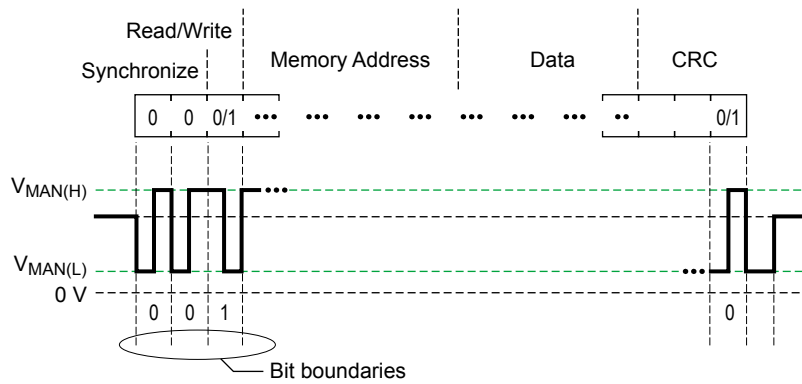 Read/Write
Synchronize
Memory Address
Data
CRC
0 0 0/1 ••• ••• ••• ••• ••• ••• ••• •• 0/1
VMAN(H)
•••
VMAN(L)
•••
0 V
0 0 1 0
Bit boundaries